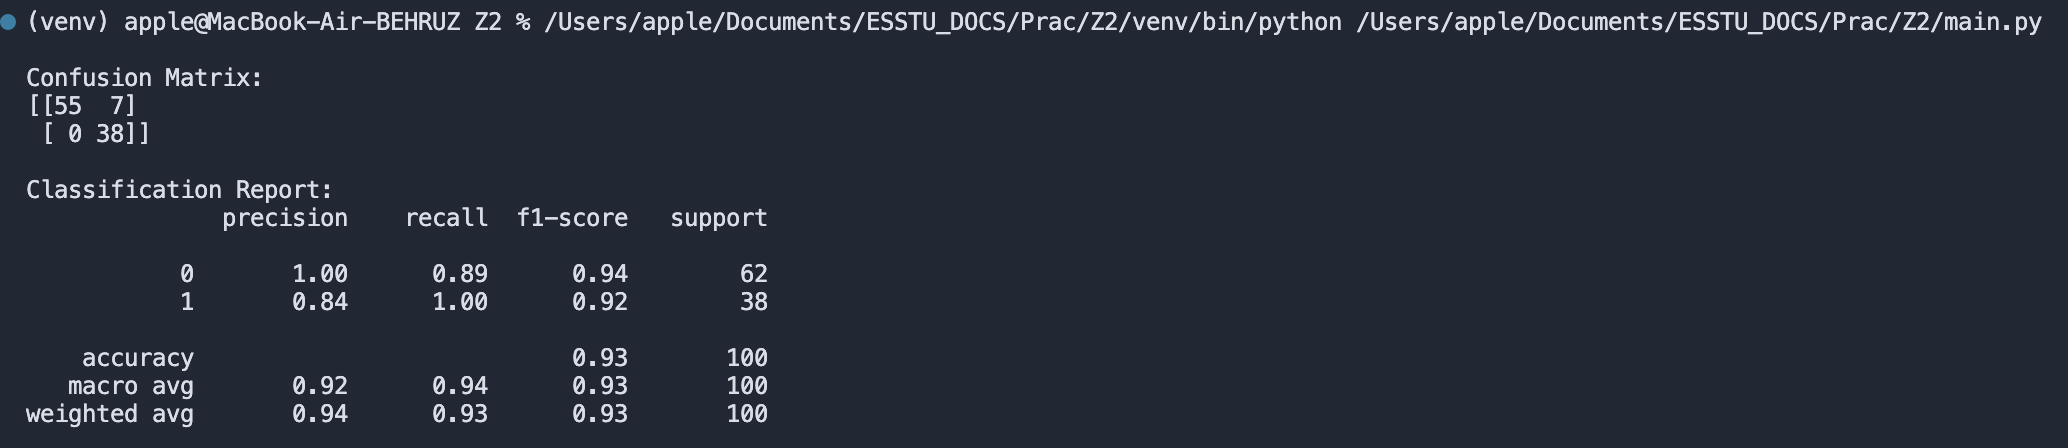 (venv) apple@MacBook-Air-BEHRUZ Z2 % /Users/apple/Documents/ESSTU_DOCS/Prac/Z2/venv/bin/python /Users/apple/Documents/ESSTU_DOCS/Prac/Z2/main.py
Confusion Matrix:
[[55  7]
 [ 0 38]]
Classification Report:
              precision    recall  f1-score   support
           0       1.00      0.89      0.94        62
           1       0.84      1.00      0.92        38
    accuracy                           0.93       100
   macro avg       0.92      0.94      0.93       100
weighted avg       0.94      0.93      0.93       100